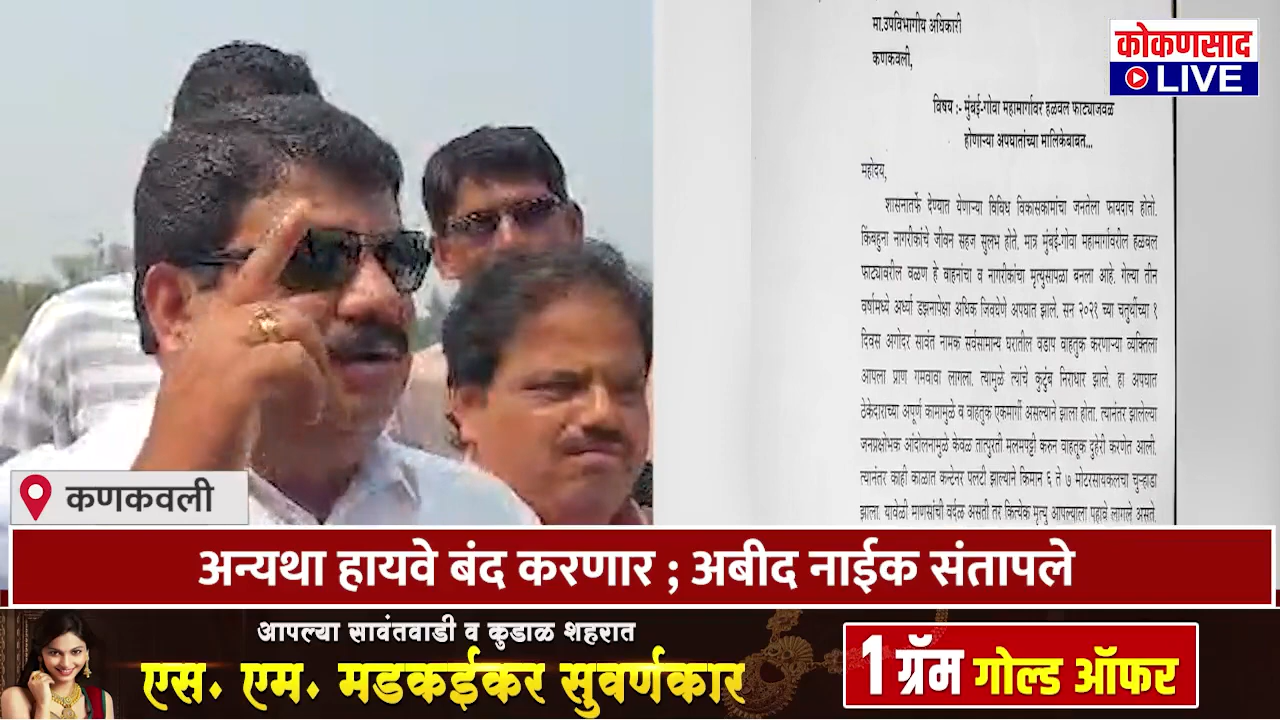 मा.उपविभागीय अधिकारी
कणकवली,
विषय :- मुंबई-गोवा महामार्गावर हळवल फाट्याजवळ
होणाऱ्या अपघातांच्या मालिकेबाबत...
महोदय,
शासनातर्फे देण्यात येणाऱ्या विविध विकासकामांचा जनतेला फायदाच होतो.
किंबहुना नागरीकांचे जीवन सहज सुलभ होते. मात्र मुंबई-गोवा महामार्गावरील हळवल
फाट्यावरील वळण हे वाहनांचा व नागरीकांचा मृत्युसापळा बनला आहे. गेल्या तीन
वर्षामध्ये अर्ध्या डझनापेक्षा अधिक जिवघेणे अपघात झाले. सन २०२१ च्या चतुर्थीच्या १
दिवस अगोदर सावंत नामक सर्वसामान्य घरातील वडाप वाहतुक करणाऱ्या व्यक्तिला
आपला प्राण गमवावा लागला. त्यामुळे त्यांचे कुटुंब निराधार झाले. हा अपघात
ठेकेदाराच्या अपूर्ण कामामुळे व वाहतुक एकमार्गी असल्याने झाला होता. त्यानंतर झालेल्या
जनप्रक्षोभक आंदोलनामुळे केवळ तात्पुरती मलमपट्टी करुन वाहतुक दुहेरी करणेत आली.
त्यानंतर काही काळात कन्टेनर पलटी झाल्याने किमान ६ ते ७ मोटरसायकलचा चुऱ्हाडा
झाला. यावेळी माणसांची वर्दळ असती तर कित्येक मृत्यु आपल्याला पहावे लागले असते.
कोकणसाद
LIVE
कणकवली
अन्यथा हायवे बंद करणार ; अबीद नाईक संतापले
आपल्या सावंतवाडी व कुडाळ शहरात
एस. एम. मडकईकर सुवर्णकार
1 ग्रॅम गोल्ड ऑफर